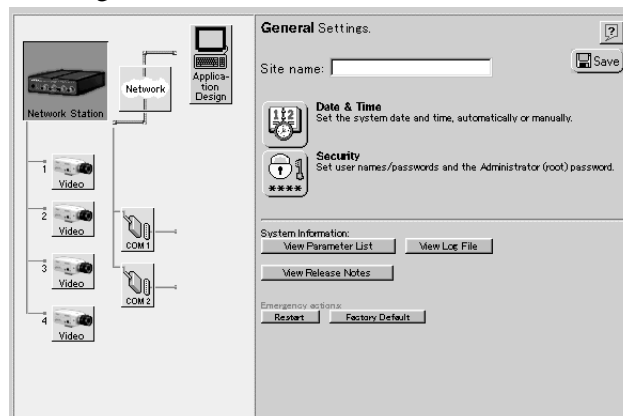 Network Station
Network
Applica-
tion
Design
1
Video
2
Video
3
Video
4
Video
COM 1
COM 2
General Settings.
?
Site name:
Save
Date & Time
Set the system date and time, automatically or manually.
Security
Set user names/passwords and the Administrator (root) password.
****
System Information:
View Parameter List
View Log File
View Release Notes
Emergency actions:
Restart
Factory Default